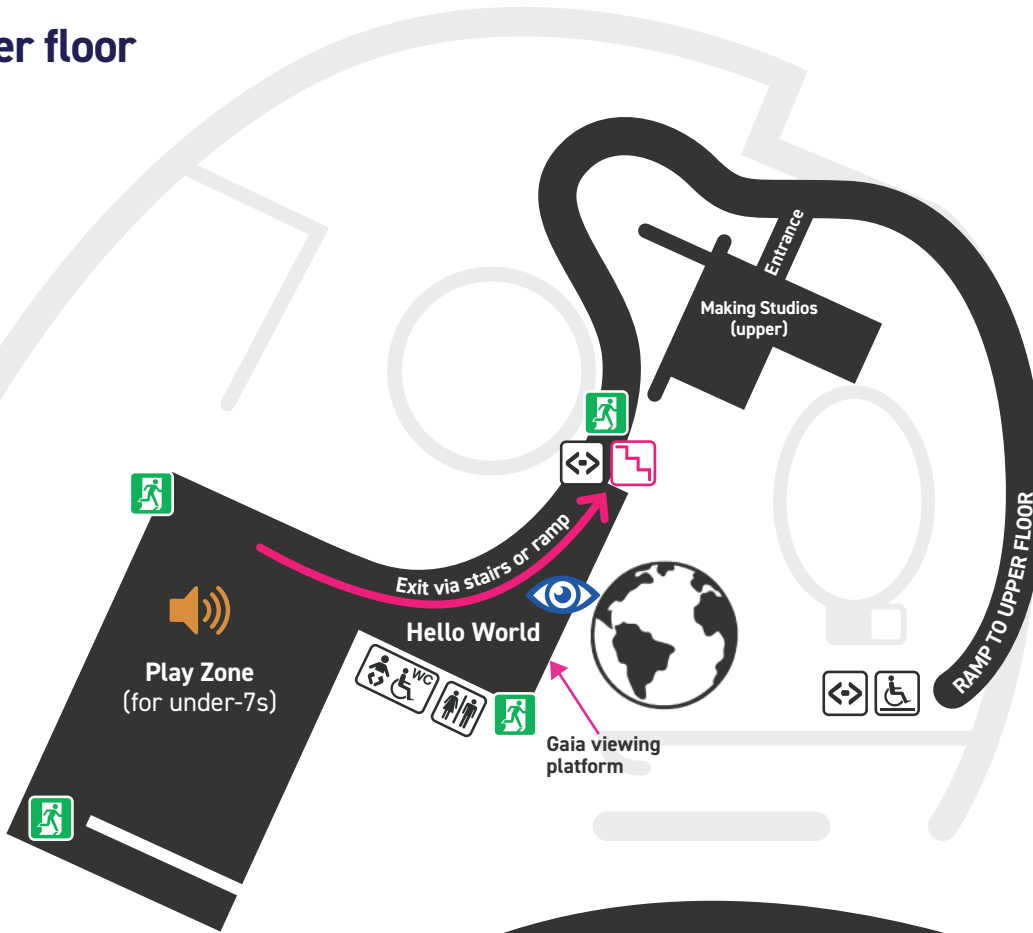 er floor
Entrance
Making Studios
(upper)
Exit via stairs or ramp
Hello World
Play Zone
(for under-7s)
WC
RAMP TO UPPER FLOOR
Gaia viewing
platform